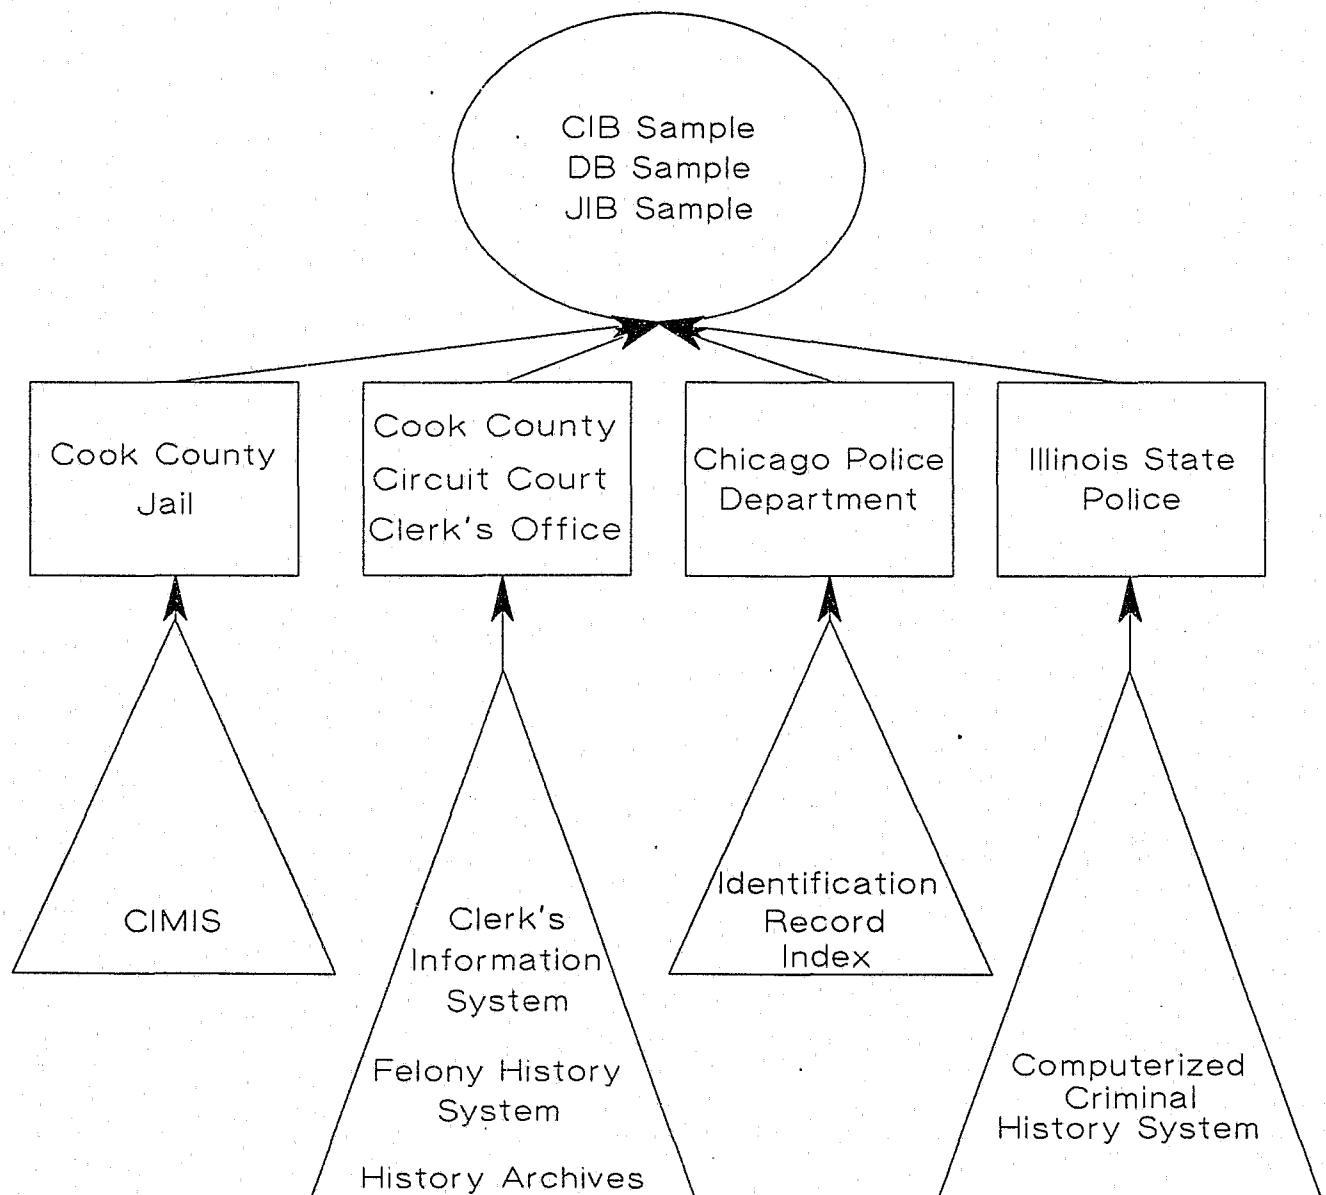 CIB Sample
DB Sample
JIB Sample
Cook County
Jail
Cook County
Circuit Court
Clerk's Office
Chicago Police
Department
Illinois State
Police
CIMIS
Clerk's
Information
System
Felony History
System
History Archives
Identification
Record
Index
Computerized
Criminal
History System